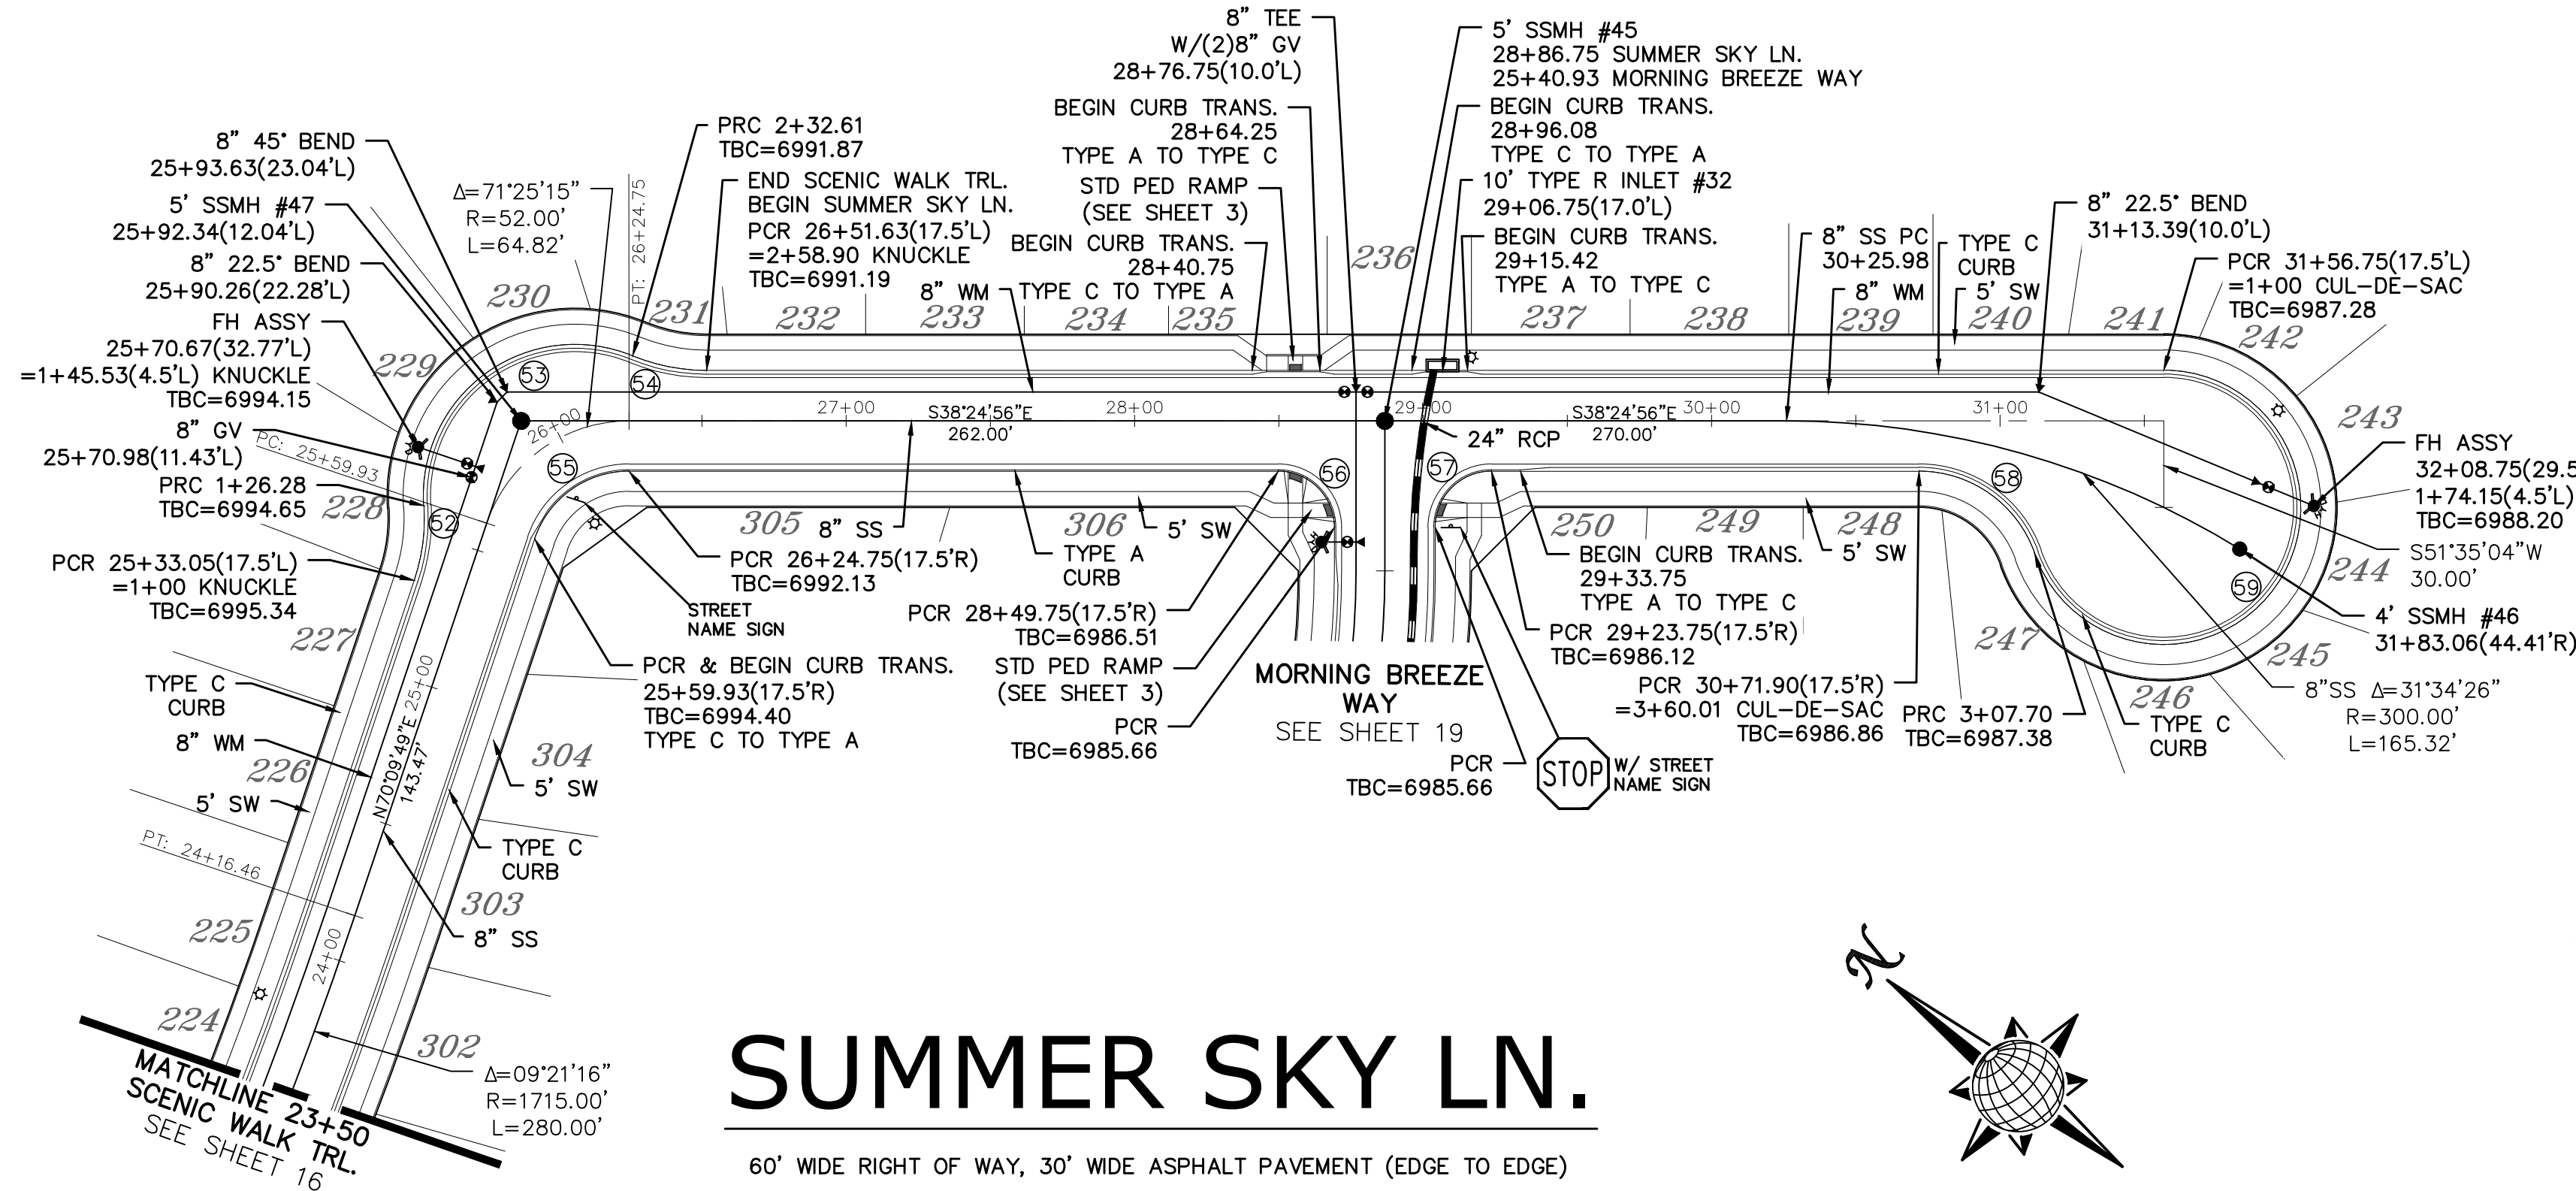 8” TEE
W/(2)8” GV
28+76.75(10.0’L)
5’ SSMH #45
28+86.75 SUMMER SKY LN.
25+40.93 MORNING BREEZE WAY
BEGIN CURB TRANS.
28+64.25
TYPE A TO TYPE C
BEGIN CURB TRANS.
28+96.08
TYPE C TO TYPE A
8” 45° BEND
25+93.63(23.04’L)
PRC 2+32.61
TBC=6991.87
5’ SSMH #47
25+92.34(12.04’L)
Δ=71°25’15”
R=52.00’
L=64.82’
PT: 26+24.75
END SCENIC WALK TRL.
BEGIN SUMMER SKY LN.
PCR 26+51.63(17.5’L)
=2+58.90 KNUCKLE
TBC=6991.19
STD PED RAMP
(SEE SHEET 3)
10’ TYPE R INLET #32
29+06.75(17.0’L)
BEGIN CURB TRANS.
28+40.75
TYPE C TO TYPE A
BEGIN CURB TRANS.
29+15.42
TYPE A TO TYPE C
8” SS PC
30+25.98
TYPE C
CURB
5’ SW
8” 22.5° BEND
31+13.39(10.0’L)
PCR 31+56.75(17.5’L)
=1+00 CUL-DE-SAC
TBC=6987.28
8” 22.5° BEND
25+90.26(22.28’L)
FH ASSY
25+70.67(32.77’L)
=1+45.53(4.5’L) KNUCKLE
TBC=6994.15
8” WM
8” WM
230
231
232
233
234
235
236
237
238
239
240
241
242
229
243
53
54
8” GV
25+70.98(11.43’L)
PC: 25+59.93
26+00
27+00
28+00
29+00
30+00
31+00
S38°24’56”E
262.00’
S38°24’56”E
270.00’
24” RCP
FH ASSY
32+08.75(29.5
1+74.15(4.5’L)
TBC=6988.20
PRC 1+26.28
TBC=6994.65
228
52
55
56
57
58
59
305
306
250
249
248
8” SS
5’ SW
5’ SW
PCR 25+33.05(17.5’L)
=1+00 KNUCKLE
TBC=6995.34
PCR 26+24.75(17.5’R)
TBC=6992.13
TYPE A
CURB
BEGIN CURB TRANS.
29+33.75
TYPE A TO TYPE C
S51°35’04”W
30.00’
244
STREET
NAME SIGN
PCR 28+49.75(17.5’R)
TBC=6986.51
PCR 29+23.75(17.5’R)
TBC=6986.12
4’ SSMH #46
31+83.06(44.41’R)
227
247
245
246
PCR & BEGIN CURB TRANS.
25+59.93(17.5’R)
TBC=6994.40
TYPE C TO TYPE A
STD PED RAMP
(SEE SHEET 3)
MORNING BREEZE
WAY
SEE SHEET 19
PCR 30+71.90(17.5’R)
=3+60.01 CUL-DE-SAC
TBC=6986.86
PRC 3+07.70
TBC=6987.38
TYPE C
CURB
8”SS Δ=31°34’26”
R=300.00’
L=165.32’
TYPE C
CURB
PCR
TBC=6985.66
PCR
TBC=6985.66
STOP
W/ STREET
NAME SIGN
8” WM
25+00
N70°09’49”E
143.47’
226
304
5’ SW
5’ SW
PT: 24+16.46
TYPE C
CURB
225
303
8” SS
24+00
224
302
Δ=09°21’16”
R=1715.00’
L=280.00’
MATCHLINE 23+50
SCENIC WALK TRL.
SEE SHEET 16
N
SUMMER SKY LN.
60’ WIDE RIGHT OF WAY, 30’ WIDE ASPHALT PAVEMENT (EDGE TO EDGE)